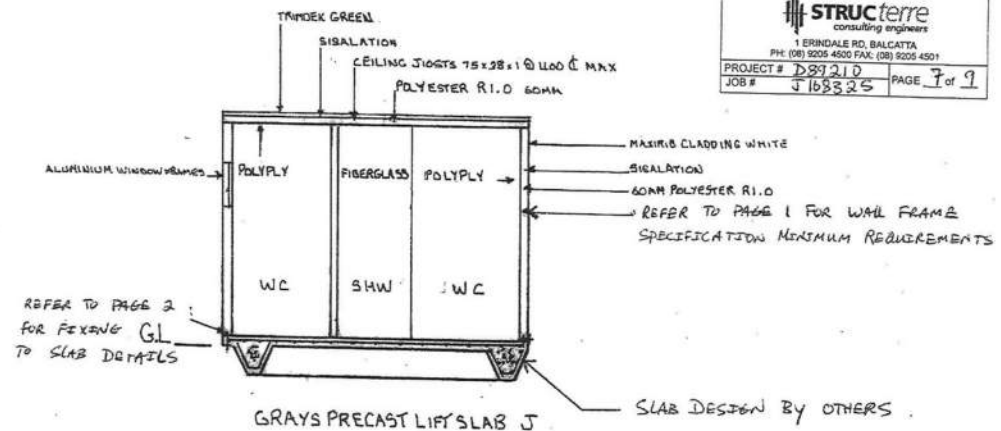 STRUCterre
consulting engineers
1 ERINDALE RD, BALCATTA
PH: (08) 9205 4500 FAX: (08) 9205 4501
PROJECT # D89210
JOB # J168325
PAGE 7 of 9
TRIMDEK GREEN
SISALATION
CEILING JIOSTS 75x38x1 @ 400 ₵ MAX
POLYESTER R1.0 60MM
ALUMINIUM WINDOW FRAMES
POLYPLY
FIBERGLASS
POLYPLY
MAXIRIB CLADDING WHITE
SISALATION
60MM POLYESTER R1.0
REFER TO PAGE 1 FOR WALL FRAME
SPECIFICATION MINIMUM REQUIREMENTS
WC
SHW
WC
REFER TO PAGE 2
FOR FIXING
TO SLAB DETAILS
G.L
SLAB DESIGN BY OTHERS.
GRAYS PRECAST LIFT SLAB J